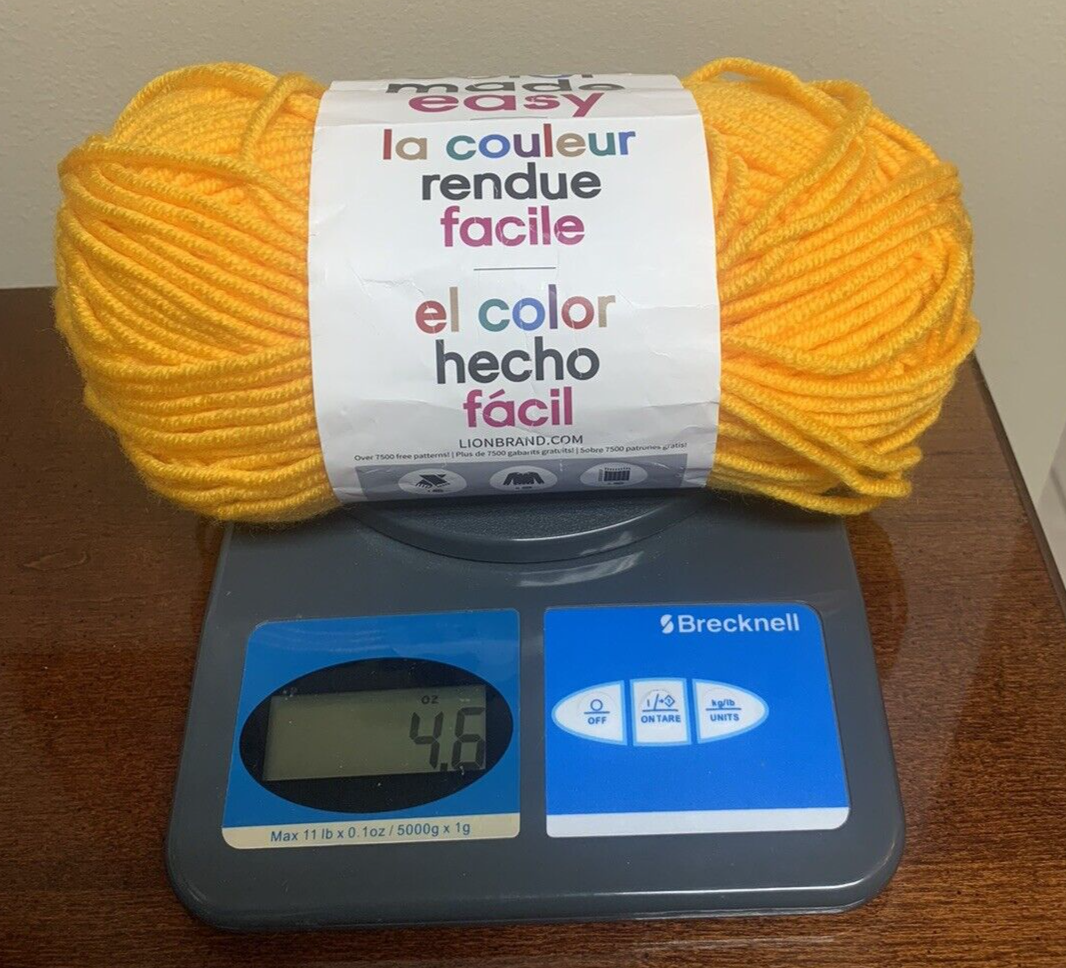 color
made
easy
la couleur
rendue
facile
el color
hecho
fácil
LIONBRAND.COM
Over 7500 free patterns! | Plus de 7500 gabarits gratuits! | Sobre 7500 patrones gratis!
Brecknell
oz
4.6
OFF
I/
ON TARE
kg/lb
UNITS
Max 11 lb x 0.1oz / 5000g x 1g